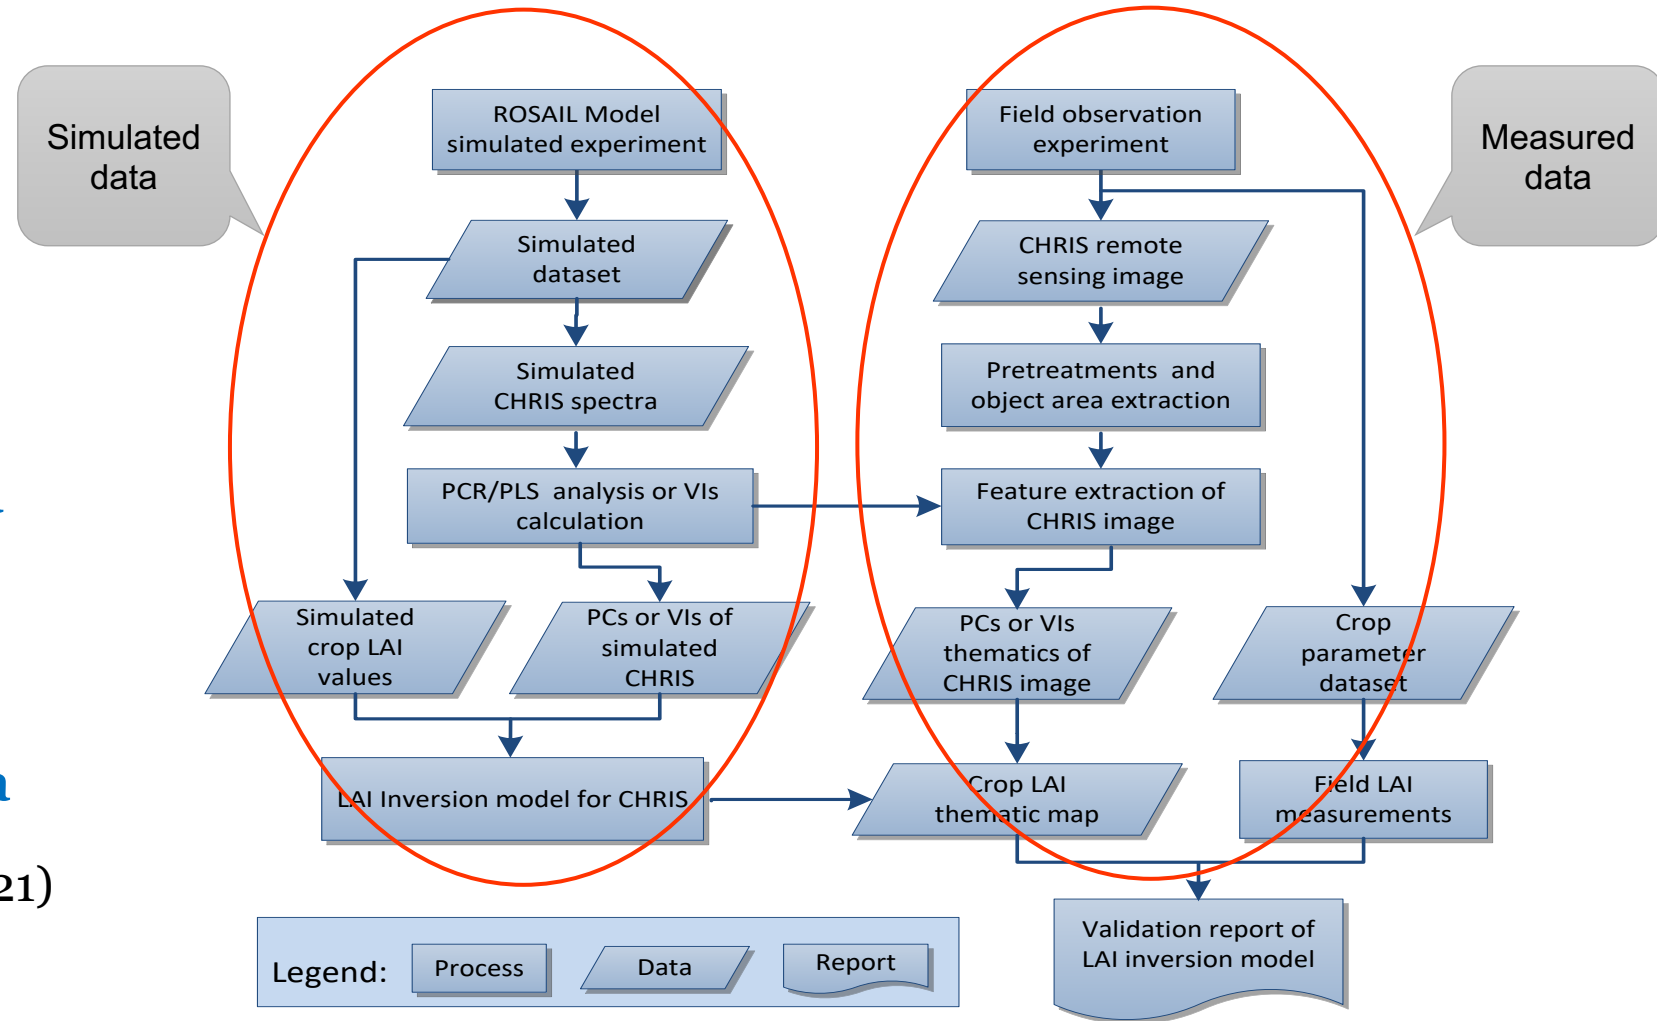 Simulated
data
ROSAIL Model
simulated experiment
Field observation
experiment
Measured
data
Simulated
dataset
CHRIS remote
sensing image
Simulated
CHRIS spectra
Pretreatments and
object area extraction
PCR/PLS analysis or VIs
calculation
Feature extraction of
CHRIS image
Simulated
crop LAI
values
PCs or VIs of
simulated
CHRIS
PCs or VIs
thematics of
CHRIS image
Crop
parameter
dataset
LAI Inversion model for CHRIS
Crop LAI
thematic map
Field LAI
measurements
21)
Validation report of
LAI inversion model
Legend:
Process
Data
Report